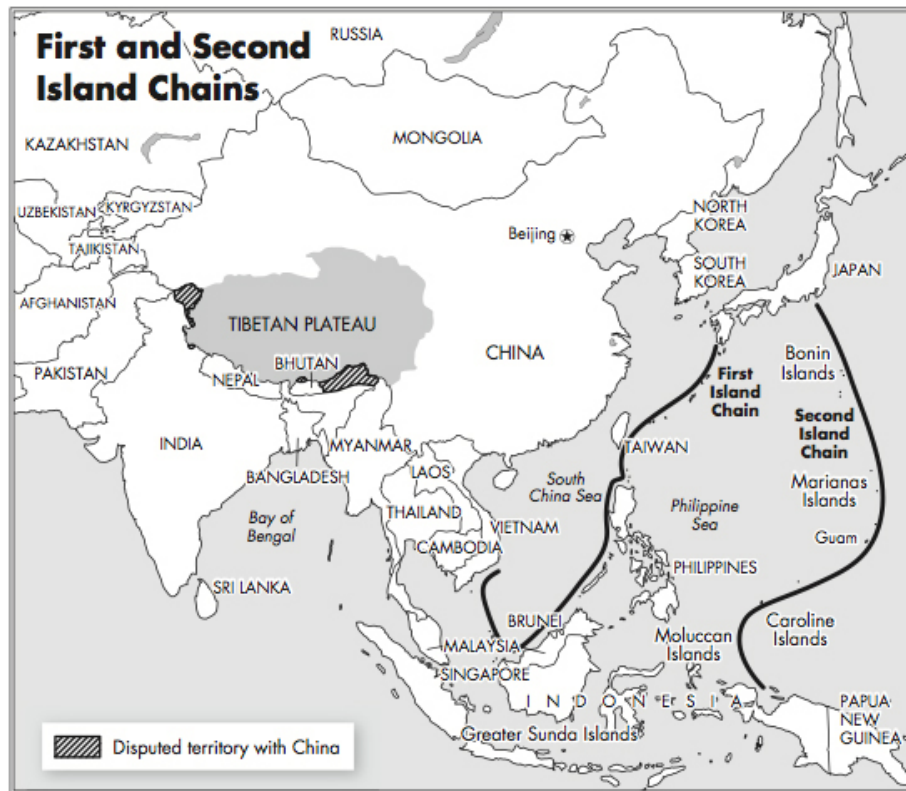 First and Second
Island Chains
RUSSIA
KAZAKHSTAN
MONGOLIA
UZBEKISTAN
KYRGYZSTAN
TAJIKISTAN
NORTH
KOREA
Beijing
SOUTH
KOREA
JAPAN
AFGHANISTAN
TIBETAN PLATEAU
CHINA
PAKISTAN
NEPAL
BHUTAN
Bonin
Islands
First
Island
Chain
Second
Island
Chain
INDIA
MYANMAR
BANGLADESH
LAOS
TAIWAN
South
China Sea
Marianas
Islands
Bay of
Bengal
THAILAND
VIETNAM
Philippine
Sea
Guam
CAMBODIA
PHILIPPINES
SRI LANKA
BRUNEI
Caroline
Islands
MALAYSIA
Moluccan
Islands
SINGAPORE
INDONESIA
PAPUA
NEW
GUINEA
Greater Sunda Islands
Disputed territory with China